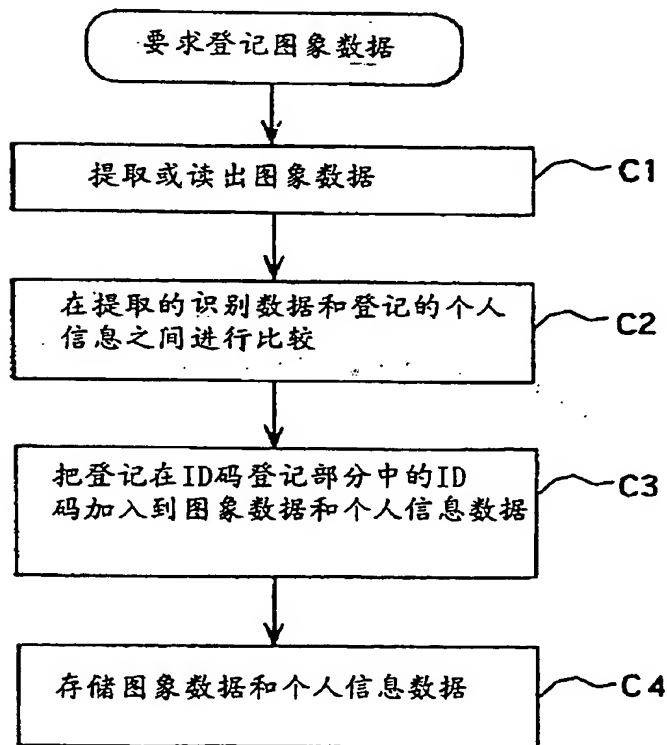 要求登记图象数据
提取或读出图象数据
C1
在提取的识别数据和登记的个人
信息之间进行比较
C2
把登记在ID码登记部分中的ID
码加入到图象数据和个人信息数据
C3
存储图象数据和个人信息数据
C4